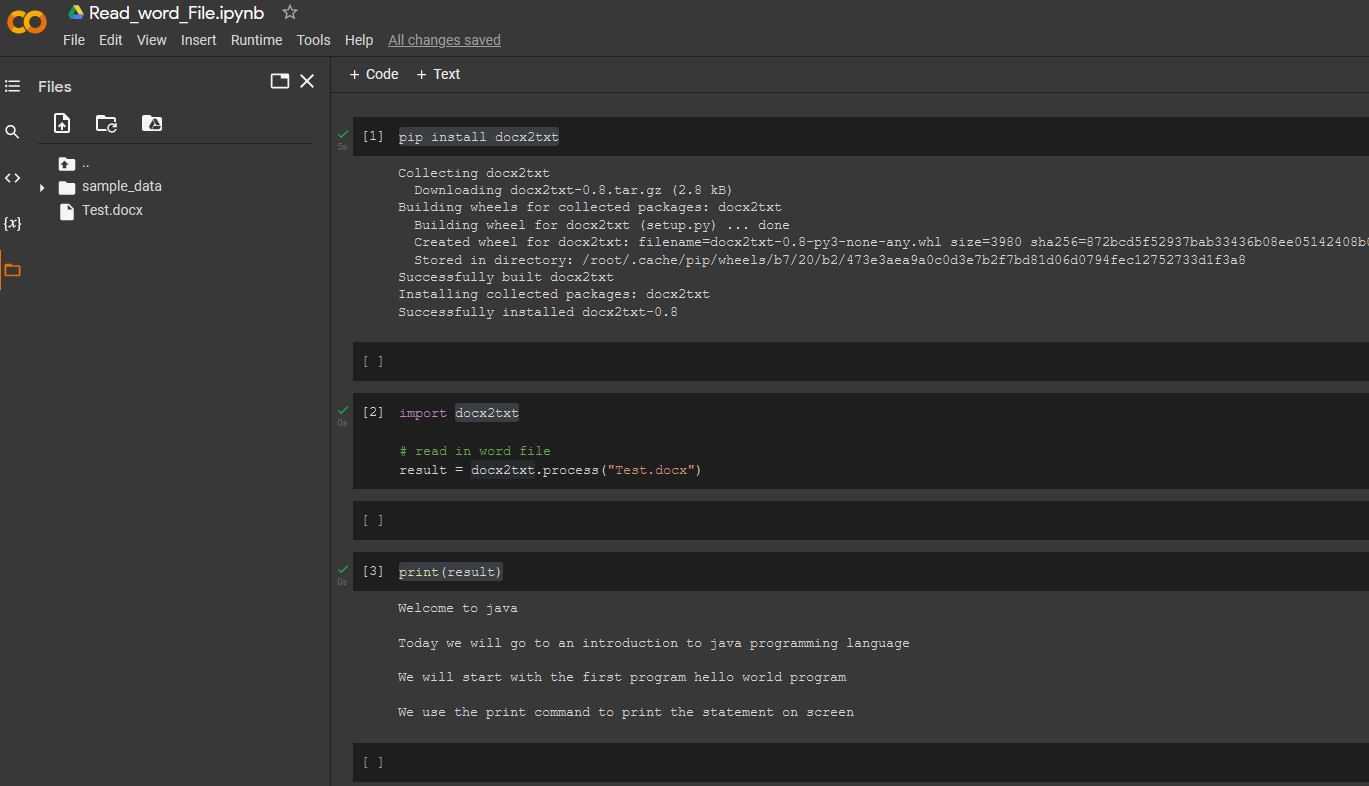 Read_word_File.ipynb
File Edit View Insert Runtime Tools Help All changes saved
Files
+ Code + Text
..
sample_data
Test.docx
{x}
[1] pip install docx2txt
5s
Collecting docx2txt
Downloading docx2txt-0.8.tar.gz (2.8 kB)
Building wheels for collected packages: docx2txt
Building wheel for docx2txt (setup.py) ... done
Created wheel for docx2txt: filename=docx2txt-0.8-py3-none-any.whl size=3980 sha256=872bcd5f52937bab33436b08ee05142408b
Stored in directory: /root/.cache/pip/wheels/b7/20/b2/473e3aea9a0c0d3e7b2f7bd81d06d0794fec12752733d1f3a8
Successfully built docx2txt
Installing collected packages: docx2txt
Successfully installed docx2txt-0.8
[ ]
[2] import docx2txt
0s
# read in word file
result = docx2txt.process("Test.docx")
[ ]
[3] print(result)
0s
Welcome to java
Today we will go to an introduction to java programming language
We will start with the first program hello world program
We use the print command to print the statement on screen
[ ]